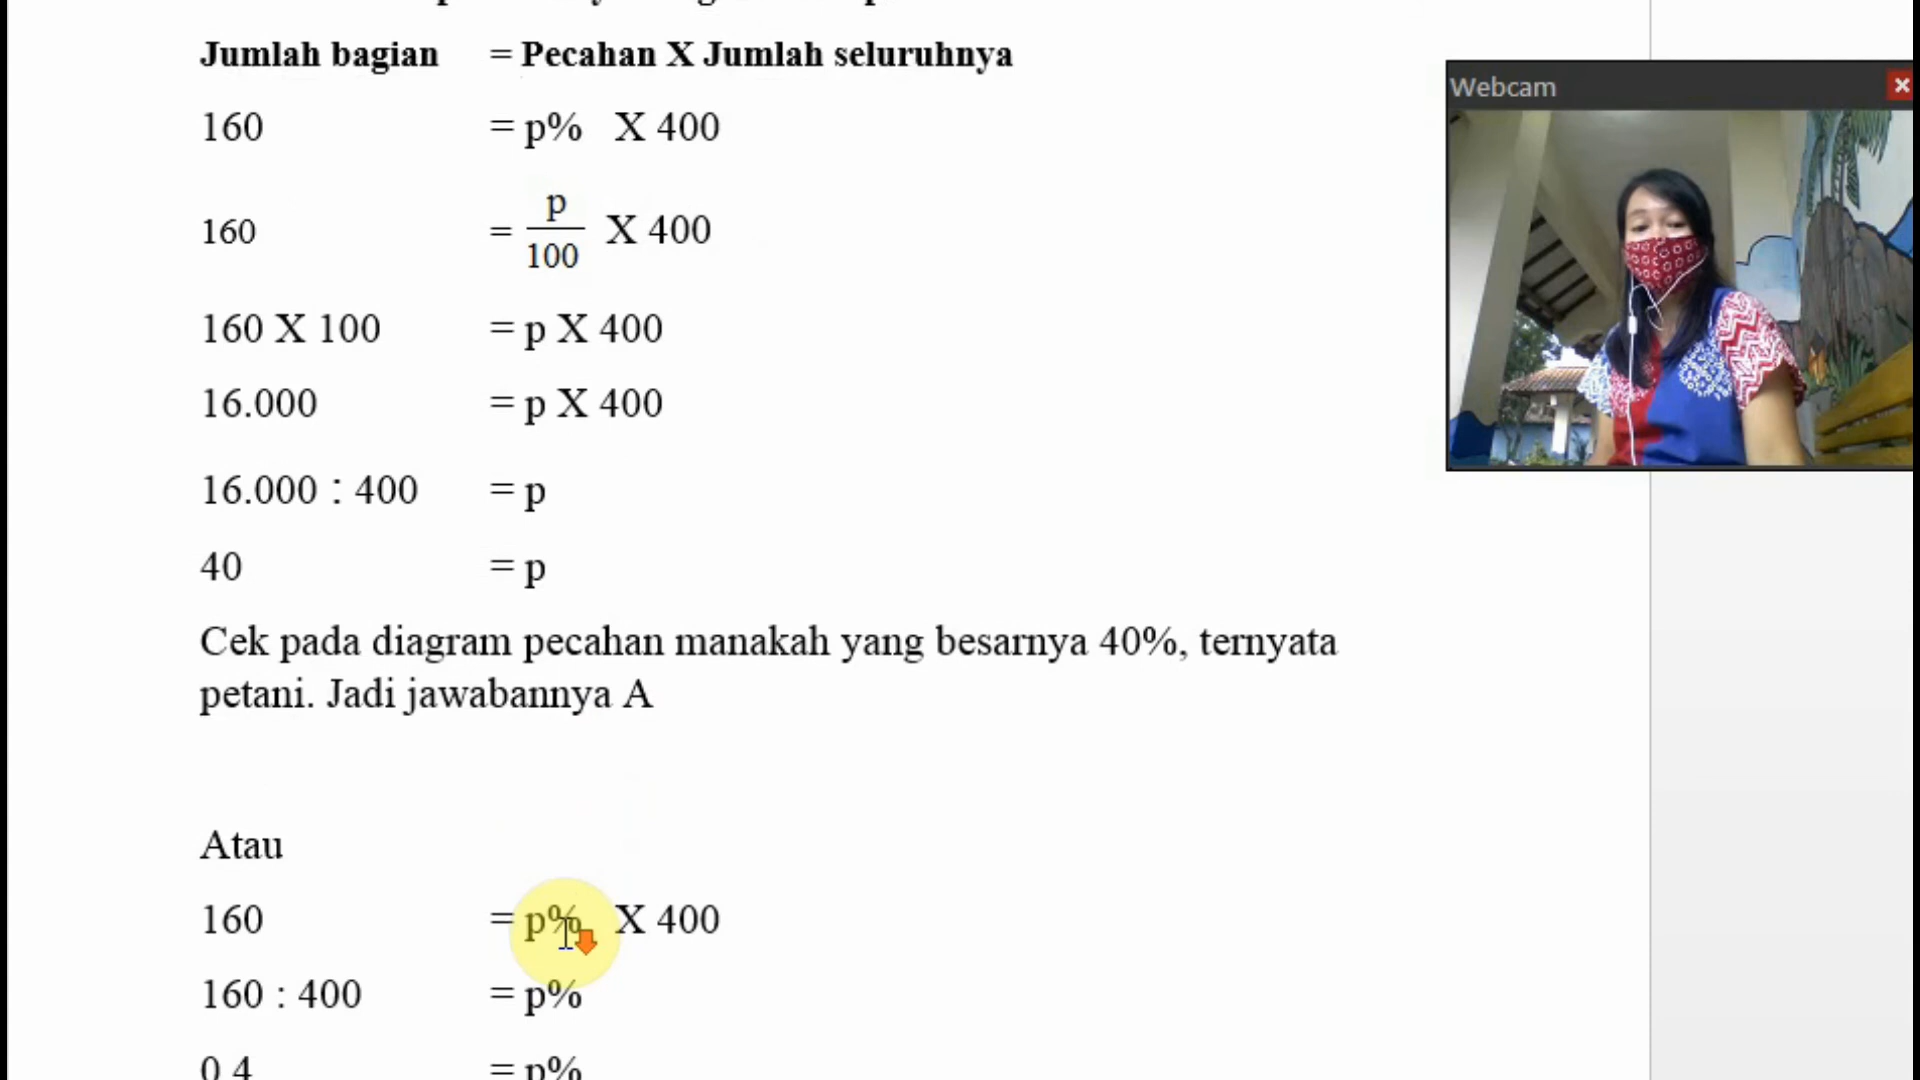 Jumlah bagian = Pecahan X Jumlah seluruhnya
160 = p% X 400
160 = p/100 X 400
160 X 100 = p X 400
16.000 = p X 400
16.000 : 400 = p
40 = p
Cek pada diagram pecahan manakah yang besarnya 40%, ternyata
petani. Jadi jawabannya A
Atau
160 = p% X 400
160 : 400 = p%
0,4 = p%
Webcam